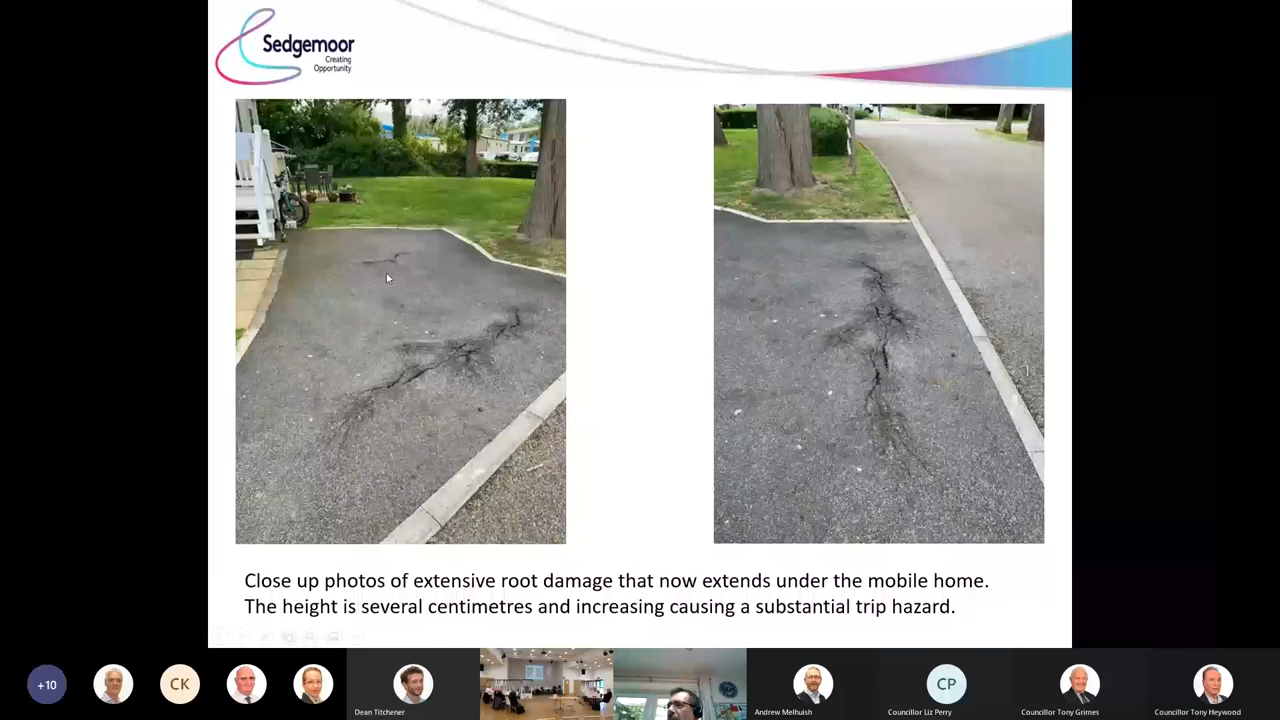 Sedgemoor
Creating
Opportunity
Close up photos of extensive root damage that now extends under the mobile home.
The height is several centimetres and increasing causing a substantial trip hazard.
+10
CK
Dean Titchener
Andrew Melhuish
CP
Councillor Liz Perry
Councillor Tony Grimes
Councillor Tony Heywood